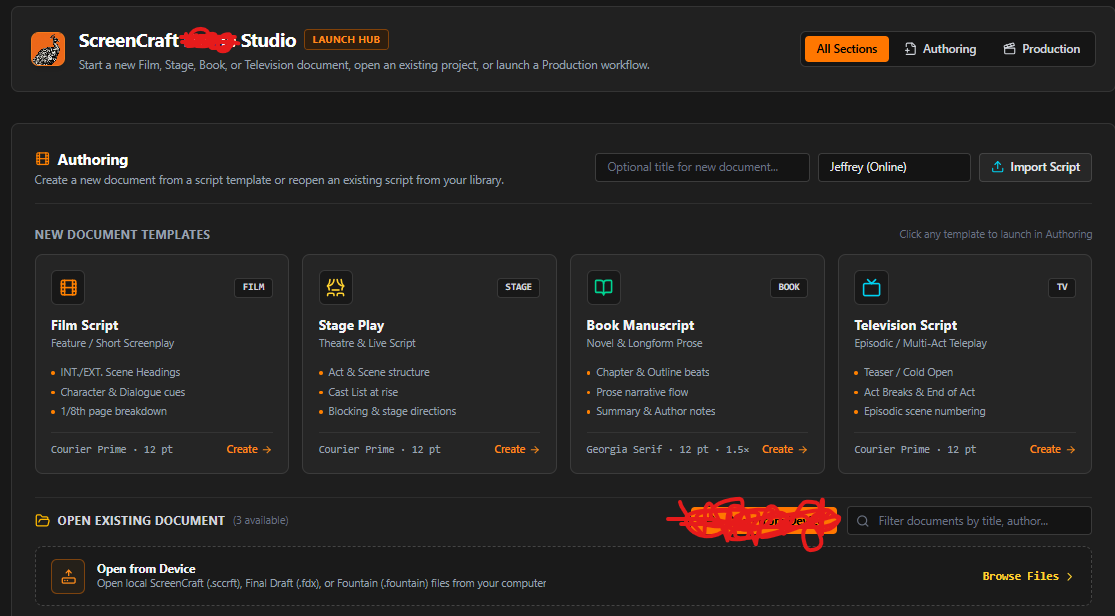 ScreenCraft Studio
LAUNCH HUB
Start a new Film, Stage, Book, or Television document, open an existing project, or launch a Production workflow.
All Sections
Authoring
Production
Authoring
Create a new document from a script template or reopen an existing script from your library.
Optional title for new document...
Jeffrey (Online)
Import Script
NEW DOCUMENT TEMPLATES
Click any template to launch in Authoring
FILM
Film Script
Feature / Short Screenplay
• INT./EXT. Scene Headings
• Character & Dialogue cues
• 1/8th page breakdown
Courier Prime · 12 pt
Create →
STAGE
Stage Play
Theatre & Live Script
• Act & Scene structure
• Cast List at rise
• Blocking & stage directions
Courier Prime · 12 pt
Create →
BOOK
Book Manuscript
Novel & Longform Prose
• Chapter & Outline beats
• Prose narrative flow
• Summary & Author notes
Georgia Serif · 12 pt · 1.5×
Create →
TV
Television Script
Episodic / Multi-Act Teleplay
• Teaser / Cold Open
• Act Breaks & End of Act
• Episodic scene numbering
Courier Prime · 12 pt
Create →
OPEN EXISTING DOCUMENT (3 available)
Filter documents by title, author...
Open from Device
Open local ScreenCraft (.sccrft), Final Draft (.fdx), or Fountain (.fountain) files from your computer
Browse Files >